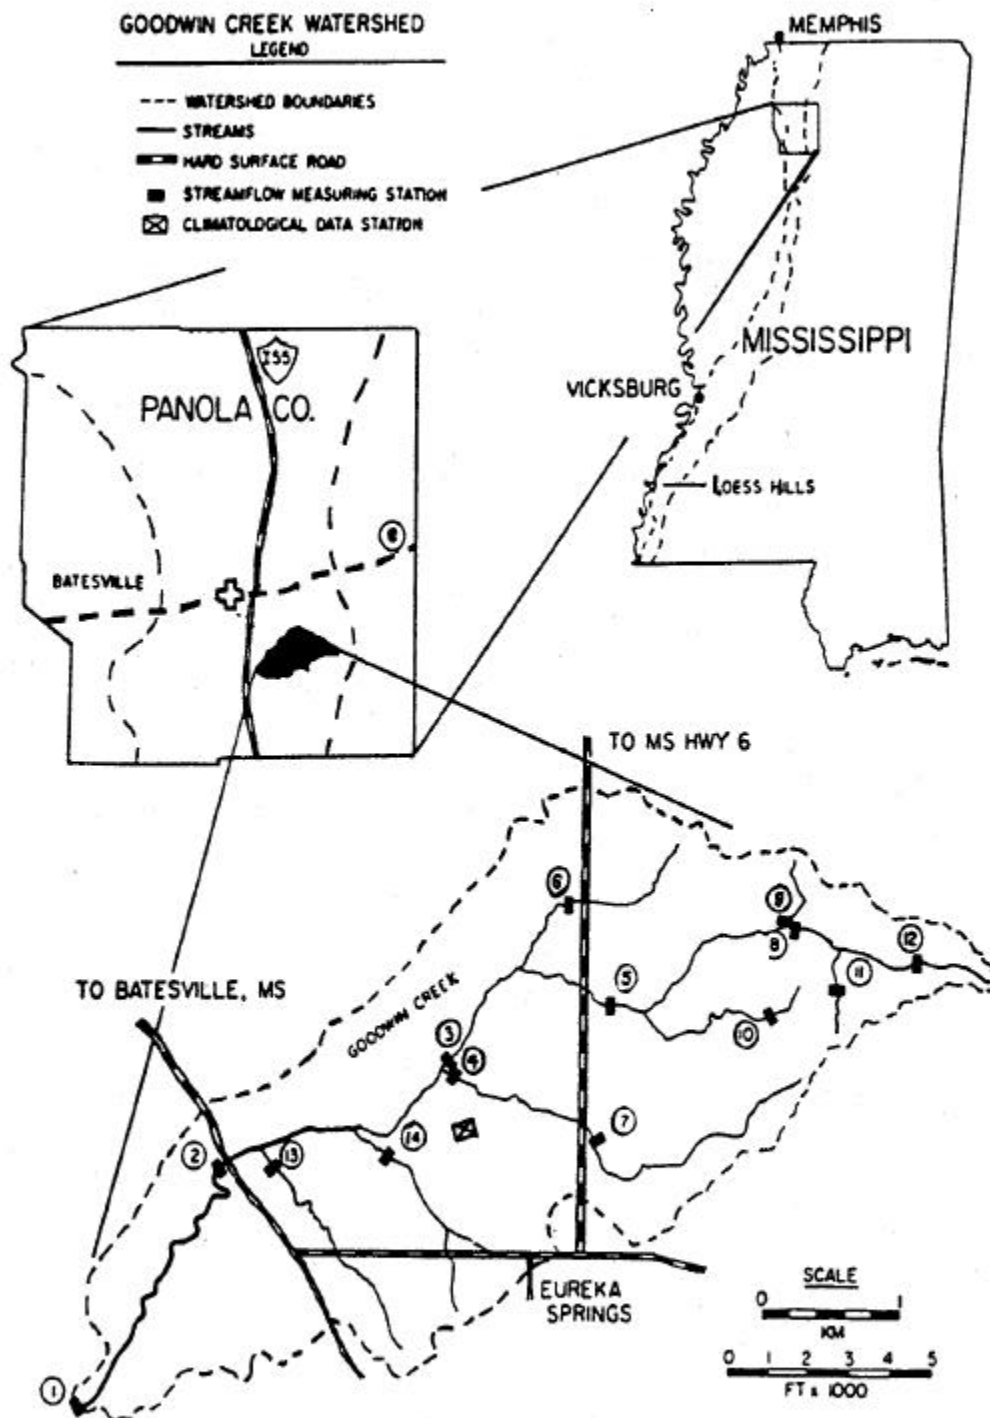 GOODWIN CREEK WATERSHED
LEGEND
WATERSHED BOUNDARIES
STREAMS
HARD SURFACE ROAD
STREAMFLOW MEASURING STATION
CLIMATOLOGICAL DATA STATION
MEMPHIS
MISSISSIPPI
VICKSBURG
LOESS HILLS
I55
PANOLA CO.
6
BATESVILLE
TO MS HWY 6
6
9
8
12
11
5
10
TO BATESVILLE, MS
GOODWIN CREEK
3
4
7
14
2
13
EUREKA
SPRINGS
SCALE
0 1
KM
0 1 2 3 4 5
FT x 1000
1